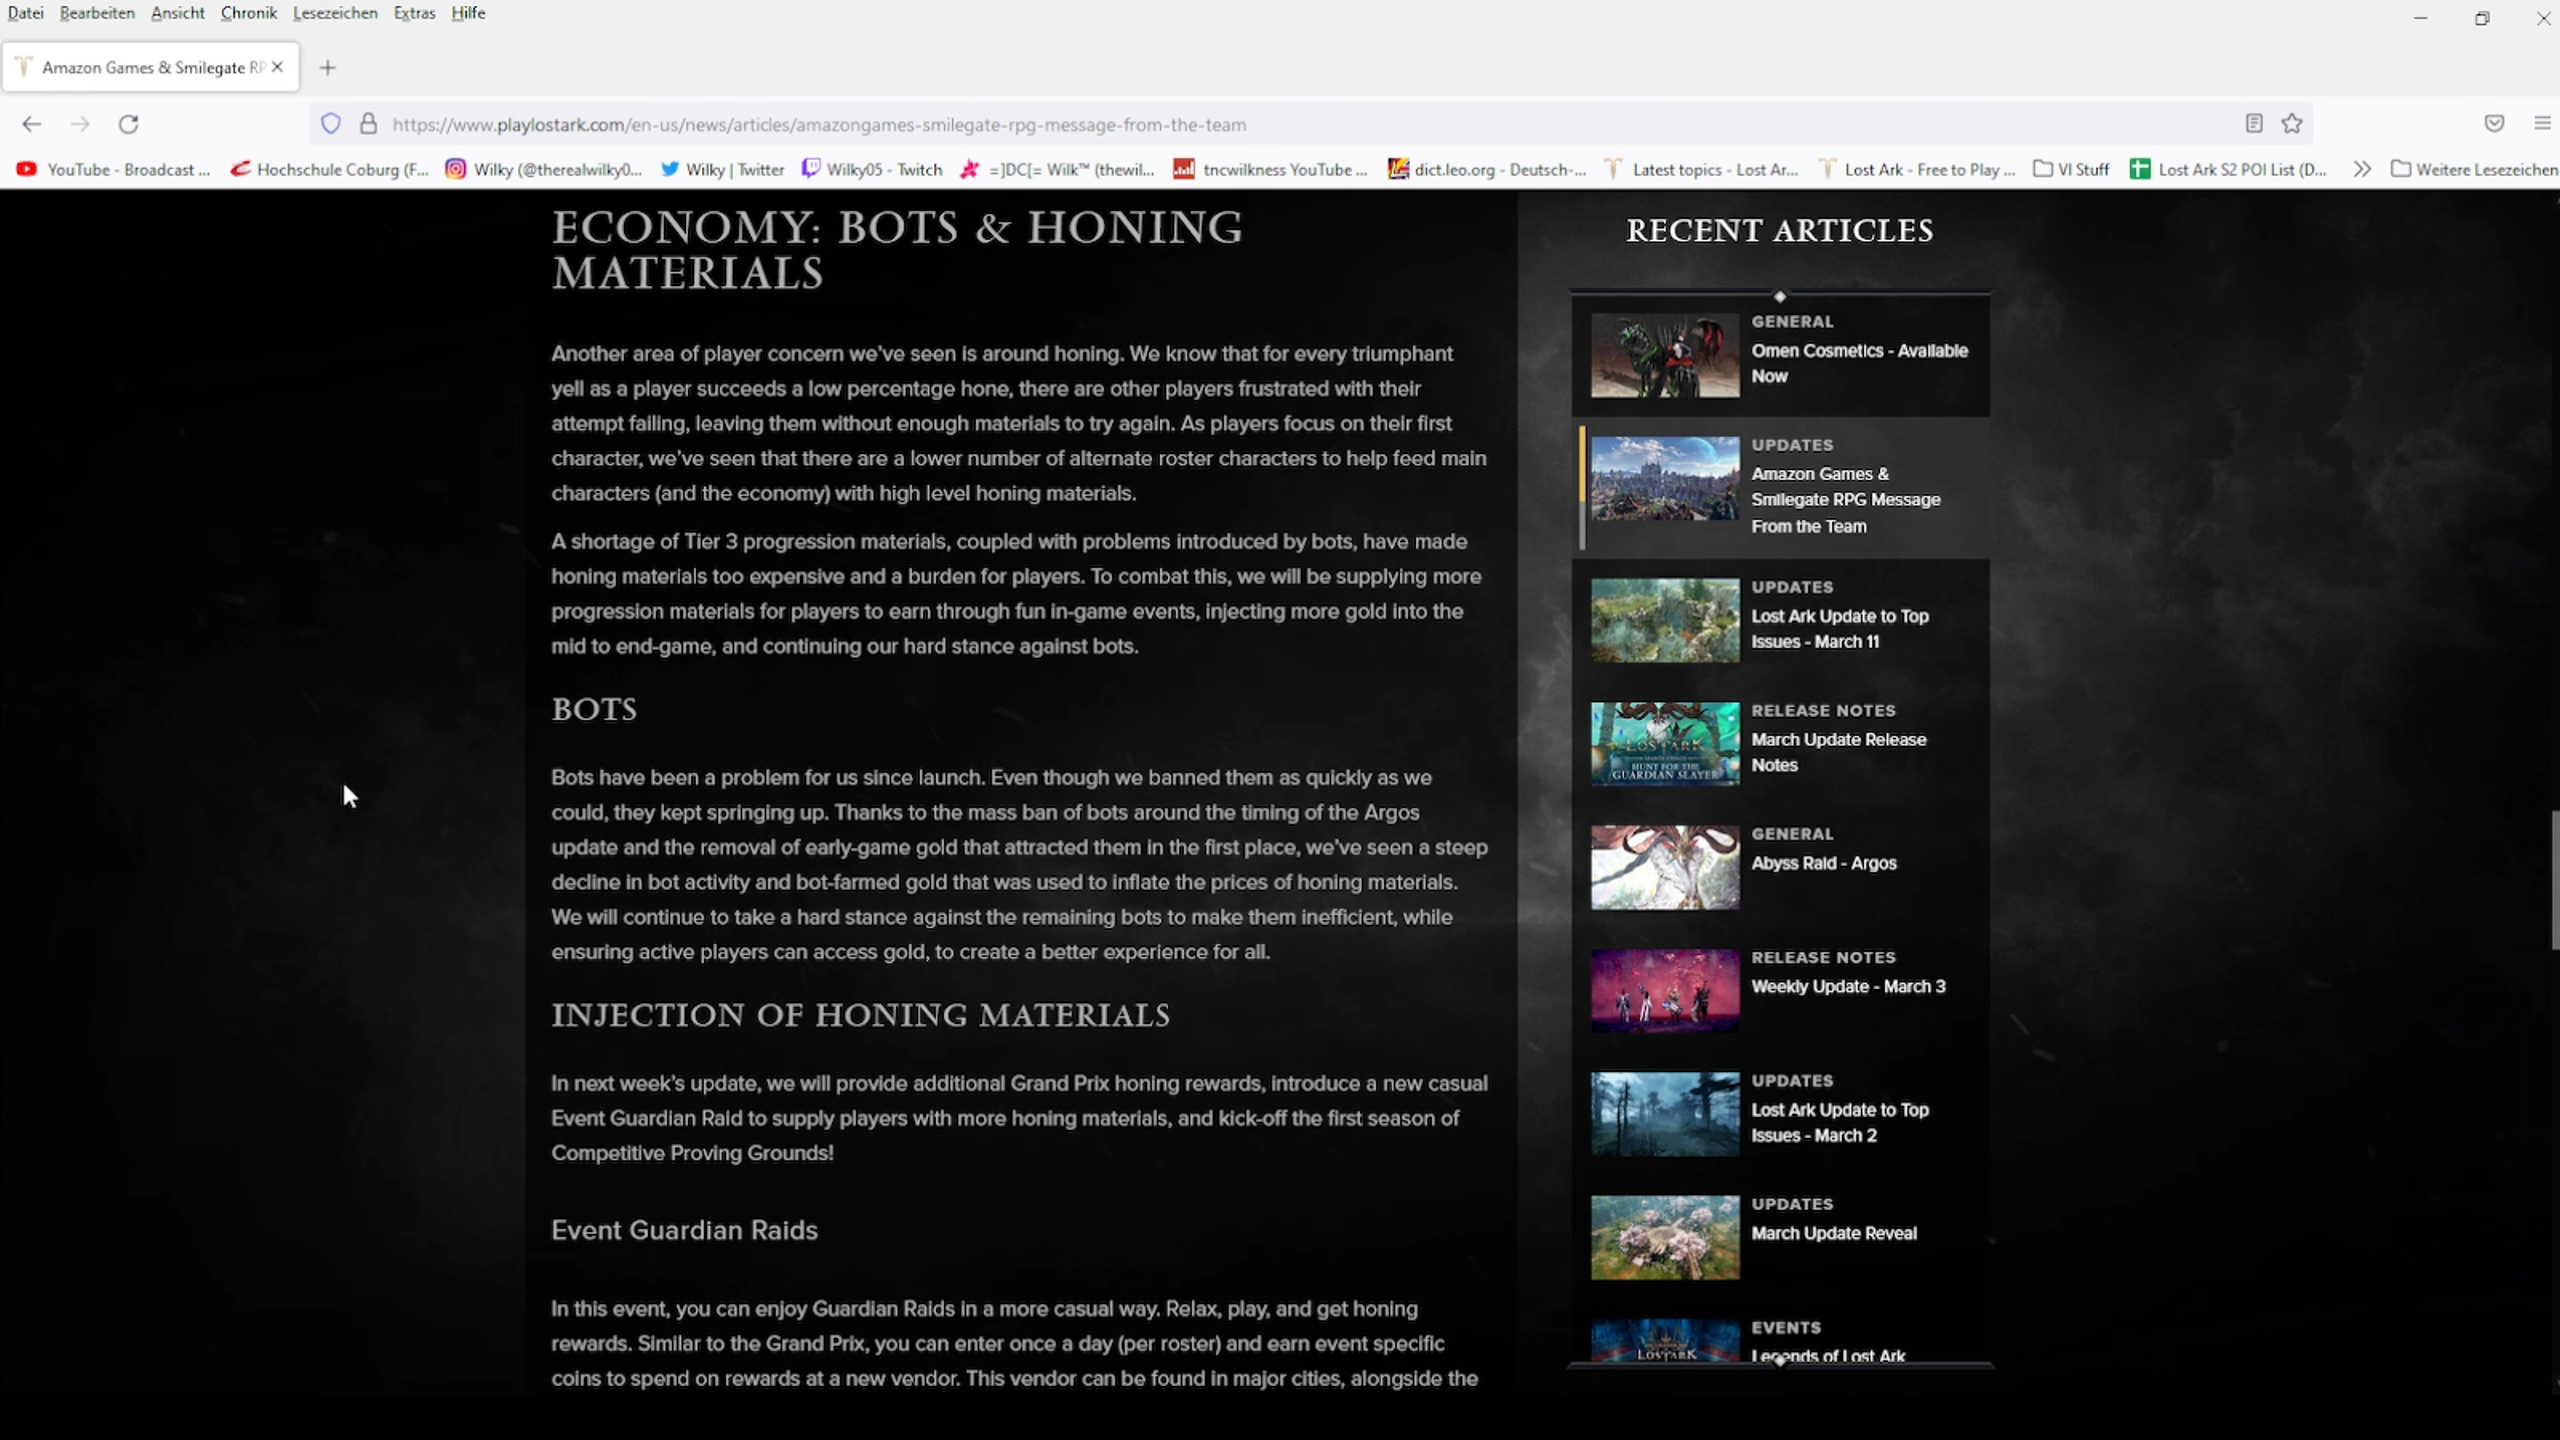 Datei Bearbeiten Ansicht Chronik Lesezeichen Extras Hilfe
Amazon Games & Smilegate RP
https://www.playlostark.com/en-us/news/articles/amazongames-smilegate-rpg-message-from-the-team
YouTube - Broadcast ... Hochschule Coburg (F... Wilky (@therealwilky0... Wilky | Twitter Wilky05 - Twitch =]DC[= Wilk™ (thewil... tncwilkness YouTube ... dict.leo.org - Deutsch-... Latest topics - Lost Ar... Lost Ark - Free to Play ... VI Stuff Lost Ark S2 POI List (D... Weitere Lesezeichen
ECONOMY: BOTS & HONING
MATERIALS
Another area of player concern we've seen is around honing. We know that for every triumphant
yell as a player succeeds a low percentage hone, there are other players frustrated with their
attempt failing, leaving them without enough materials to try again. As players focus on their first
character, we've seen that there are a lower number of alternate roster characters to help feed main
characters (and the economy) with high level honing materials.
A shortage of Tier 3 progression materials, coupled with problems introduced by bots, have made
honing materials too expensive and a burden for players. To combat this, we will be supplying more
progression materials for players to earn through fun in-game events, injecting more gold into the
mid to end-game, and continuing our hard stance against bots.
BOTS
Bots have been a problem for us since launch. Even though we banned them as quickly as we
could, they kept springing up. Thanks to the mass ban of bots around the timing of the Argos
update and the removal of early-game gold that attracted them in the first place, we've seen a steep
decline in bot activity and bot-farmed gold that was used to inflate the prices of honing materials.
We will continue to take a hard stance against the remaining bots to make them inefficient, while
ensuring active players can access gold, to create a better experience for all.
INJECTION OF HONING MATERIALS
In next week's update, we will provide additional Grand Prix honing rewards, introduce a new casual
Event Guardian Raid to supply players with more honing materials, and kick-off the first season of
Competitive Proving Grounds!
Event Guardian Raids
In this event, you can enjoy Guardian Raids in a more casual way. Relax, play, and get honing
rewards. Similar to the Grand Prix, you can enter once a day (per roster) and earn event specific
coins to spend on rewards at a new vendor. This vendor can be found in major cities, alongside the
RECENT ARTICLES
GENERAL
Omen Cosmetics - Available
Now
UPDATES
Amazon Games &
Smilegate RPG Message
From the Team
UPDATES
Lost Ark Update to Top
Issues - March 11
LOST ARK
HUNT FOR THE
GUARDIAN SLAYER
RELEASE NOTES
March Update Release
Notes
GENERAL
Abyss Raid - Argos
RELEASE NOTES
Weekly Update - March 3
UPDATES
Lost Ark Update to Top
Issues - March 2
UPDATES
March Update Reveal
LOST ARK
EVENTS
Legends of Lost Ark